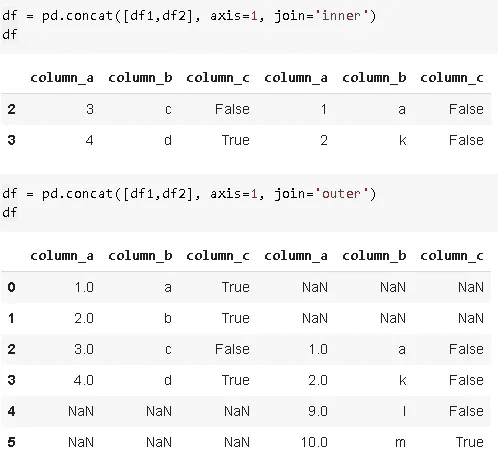 df = pd.concat([df1,df2], axis=1, join='inner')
df
column_a column_b column_c column_a column_b column_c
2 3 c False 1 a False
3 4 d True 2 k False
df = pd.concat([df1,df2], axis=1, join='outer')
df
column_a column_b column_c column_a column_b column_c
0 1.0 a True NaN NaN NaN
1 2.0 b True NaN NaN NaN
2 3.0 c False 1.0 a False
3 4.0 d True 2.0 k False
4 NaN NaN NaN 9.0 l False
5 NaN NaN NaN 10.0 m True